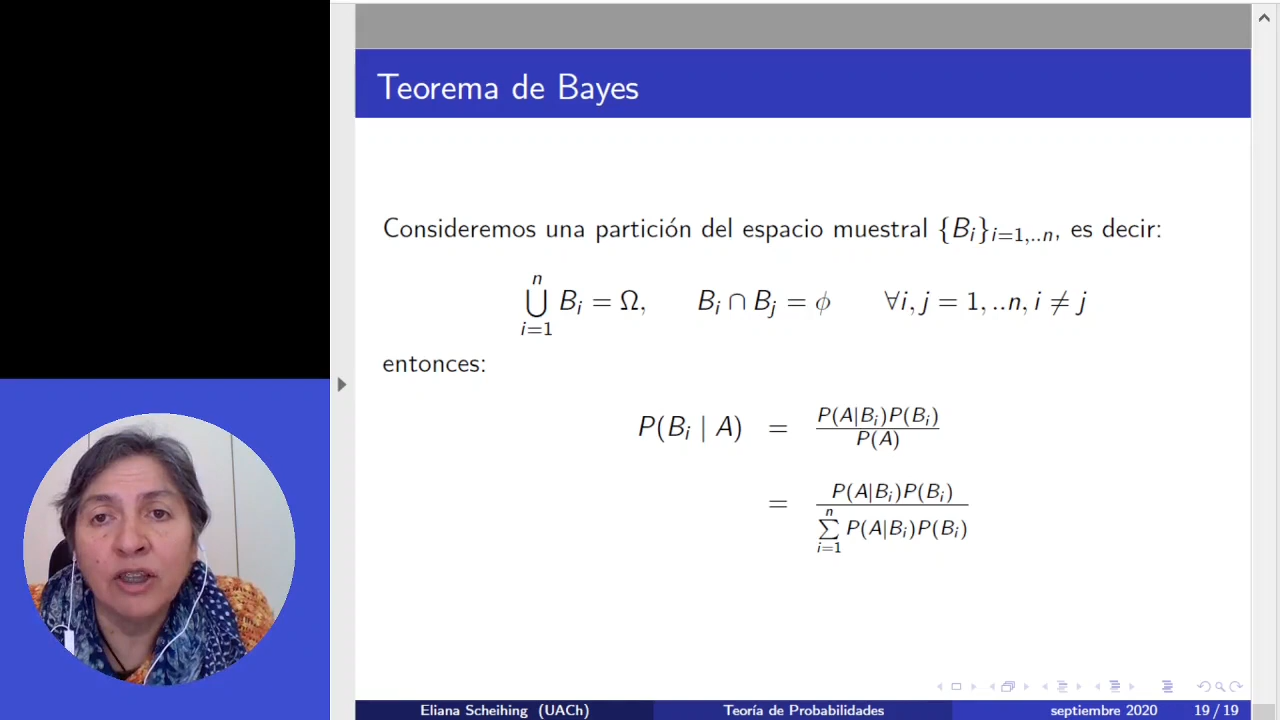 Teorema de Bayes
Consideremos una partición del espacio muestral {B_i}_{i=1,..n}, es decir:
⋃_{i=1}^{n} B_i = Ω, B_i ∩ B_j = ϕ ∀i, j = 1, ..n, i ≠ j
entonces:
P(B_i | A) = P(A|B_i)P(B_i) / P(A)
= P(A|B_i)P(B_i) / ∑_{i=1}^{n} P(A|B_i)P(B_i)
Eliana Scheihing (UACh) Teoría de Probabilidades septiembre 2020 19 / 19